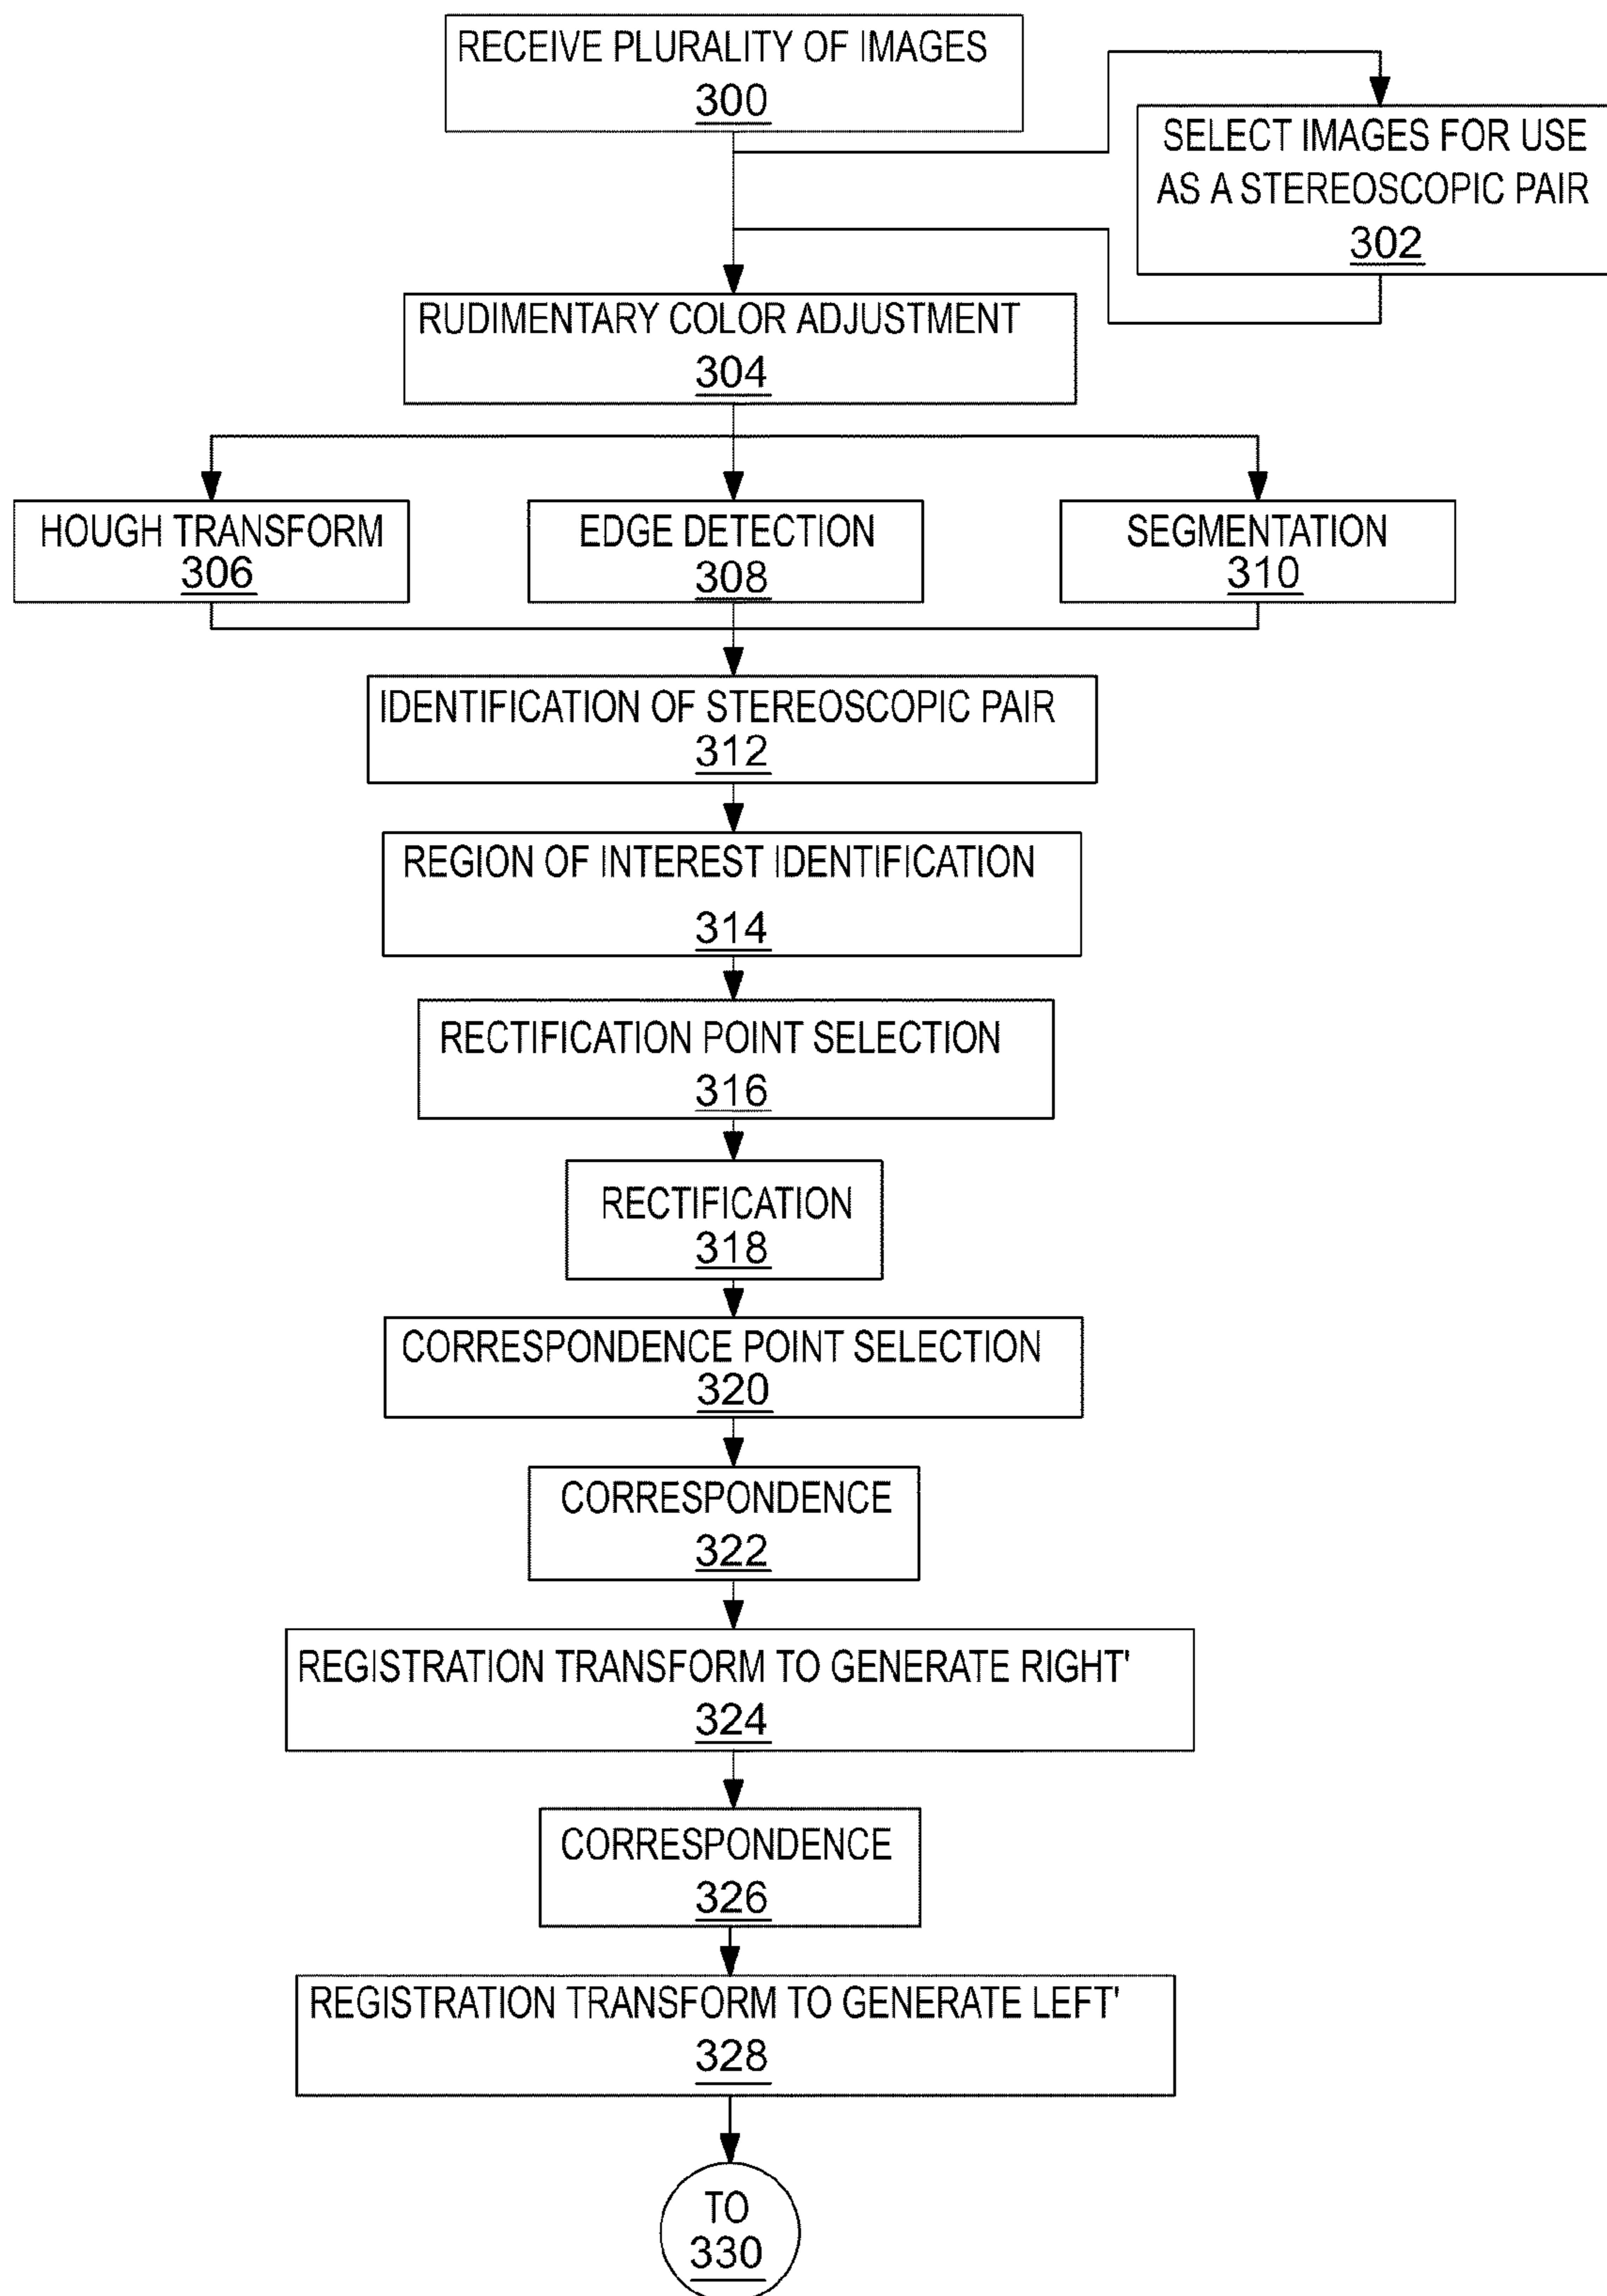 RECEIVE PLURALITY OF IMAGES
300
SELECT IMAGES FOR USE
AS A STEREOSCOPIC PAIR
302
RUDIMENTARY COLOR ADJUSTMENT
304
HOUGH TRANSFORM
306
EDGE DETECTION
308
SEGMENTATION
310
IDENTIFICATION OF STEREOSCOPIC PAIR
312
REGION OF INTEREST IDENTIFICATION
314
RECTIFICATION POINT SELECTION
316
RECTIFICATION
318
CORRESPONDENCE POINT SELECTION
320
CORRESPONDENCE
322
REGISTRATION TRANSFORM TO GENERATE RIGHT'
324
CORRESPONDENCE
326
REGISTRATION TRANSFORM TO GENERATE LEFT'
328
TO
330